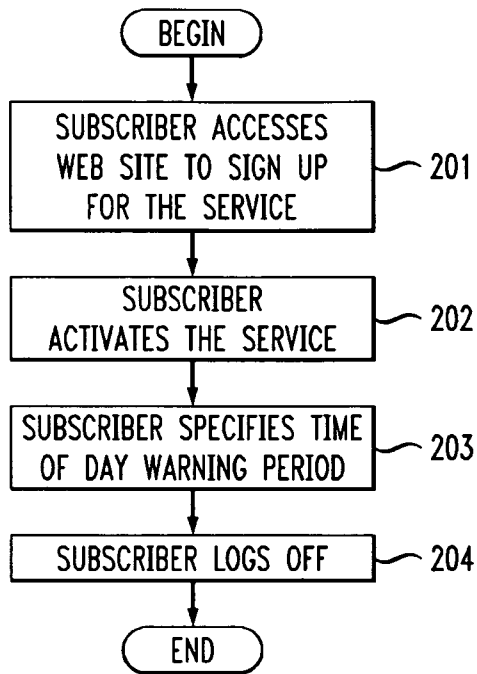 BEGIN
SUBSCRIBER ACCESSES
WEB SITE TO SIGN UP
FOR THE SERVICE
201
SUBSCRIBER
ACTIVATES THE SERVICE
202
SUBSCRIBER SPECIFIES TIME
OF DAY WARNING PERIOD
203
SUBSCRIBER LOGS OFF
204
END